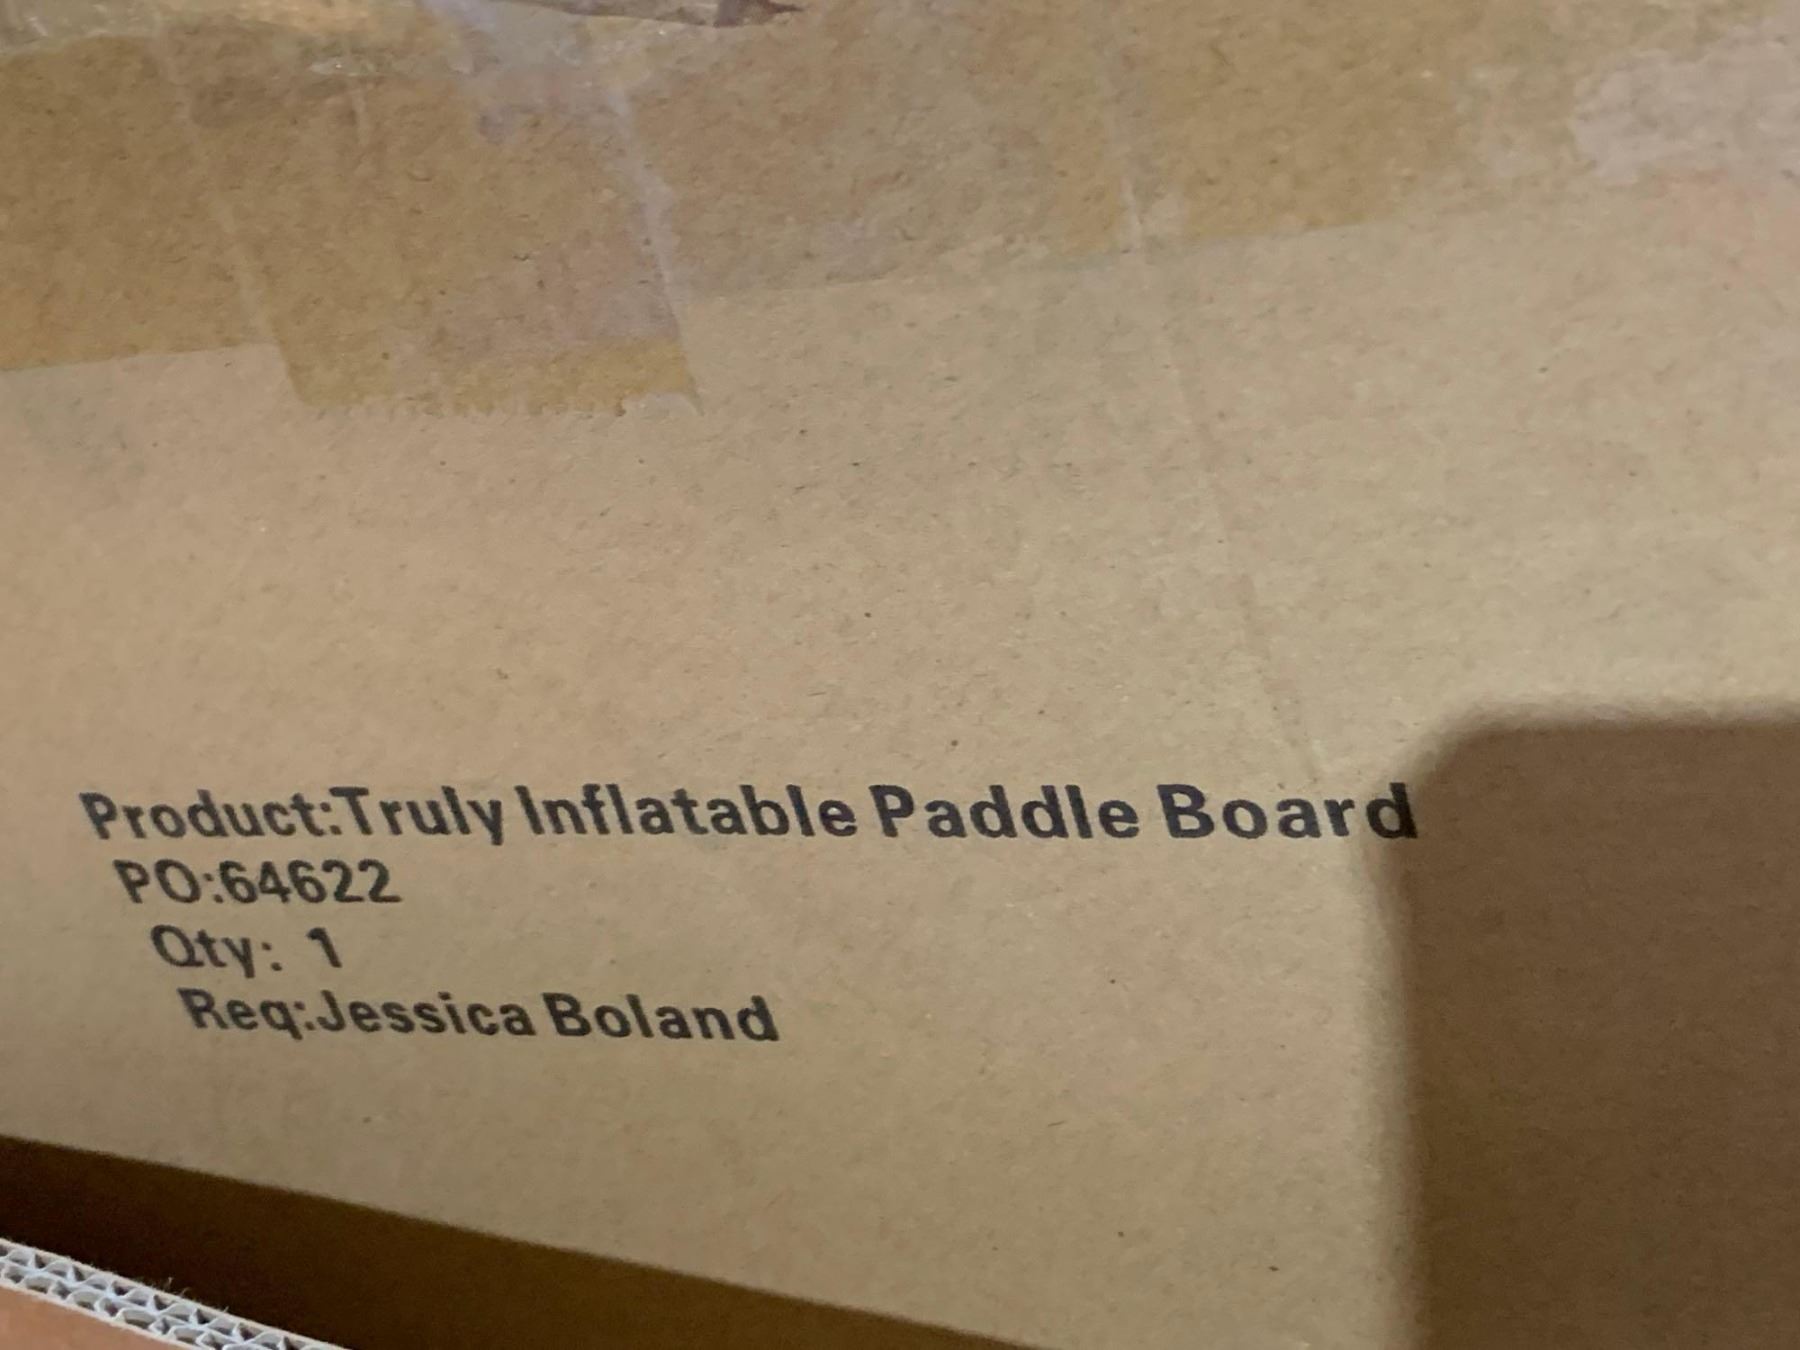 Product:Truly Inflatable Paddle Board
PO:64622
Qty: 1
Req:Jessica Boland